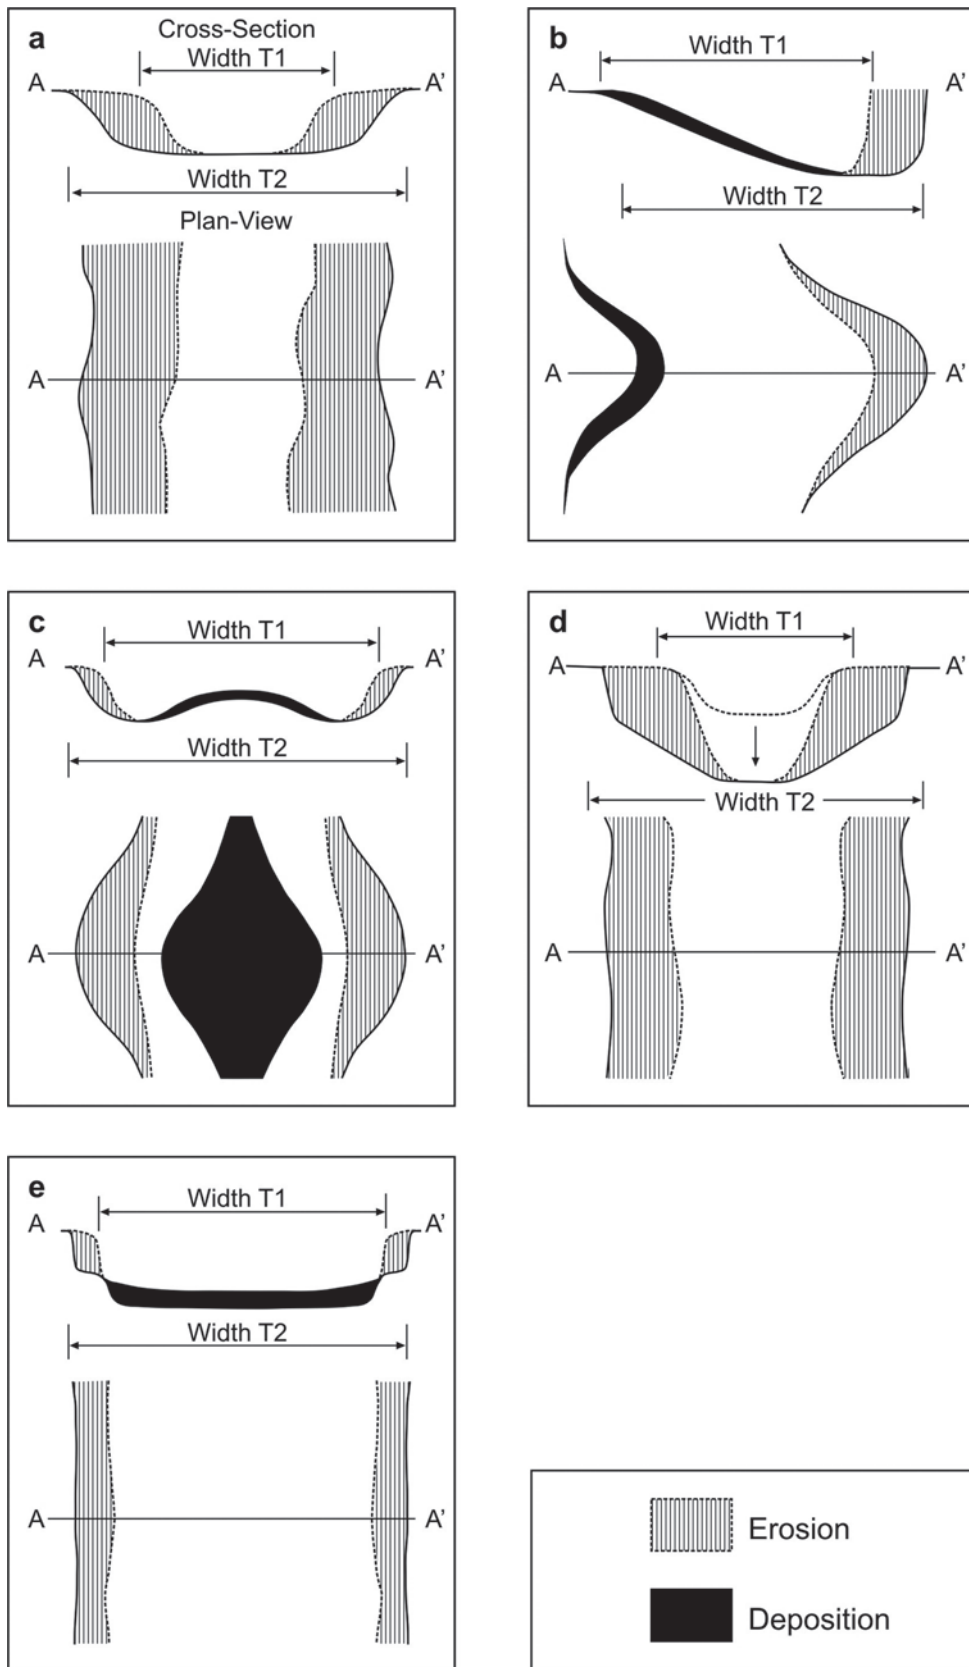 a
Cross-Section
Width T1
A A'
Width T2
Plan-View
A A'
b
Width T1
A A'
Width T2
A A'
c
Width T1
A A'
Width T2
A A'
d
Width T1
A A'
Width T2
A A'
e
Width T1
A A'
Width T2
A A'
Erosion
Deposition